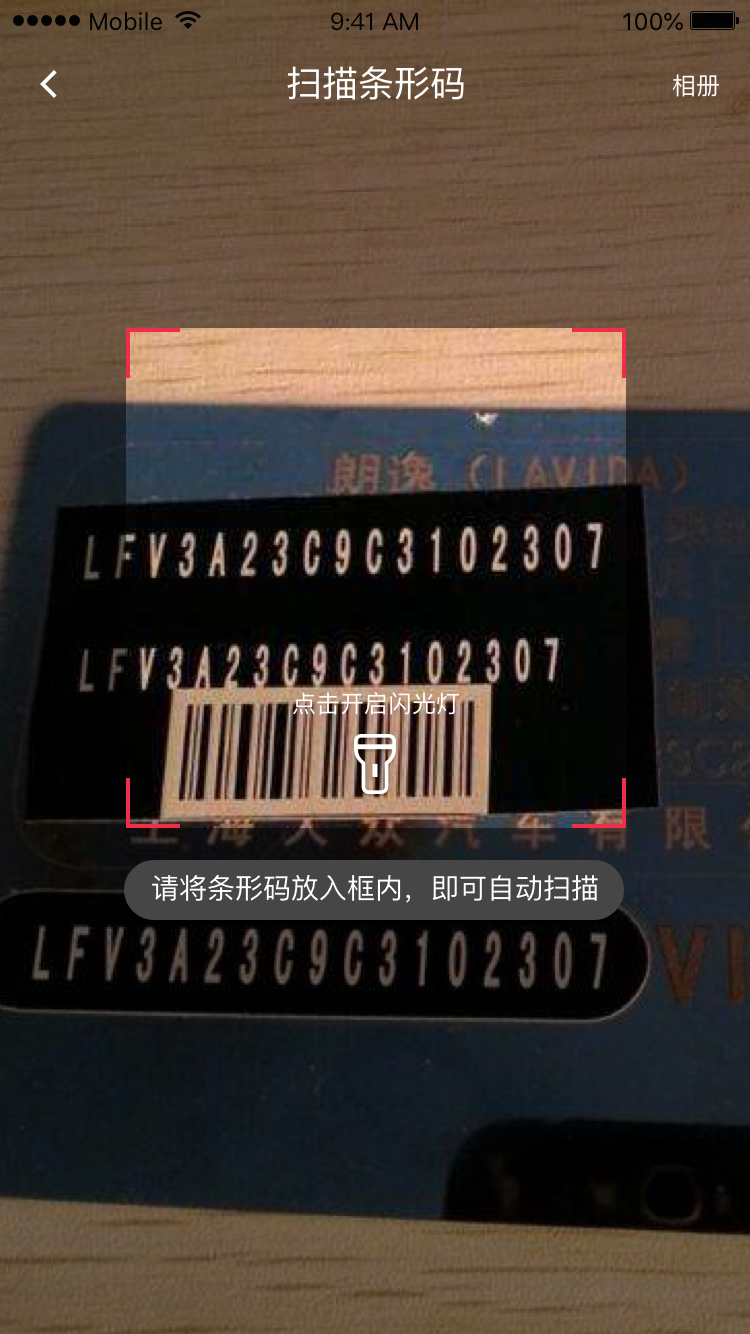 Mobile 9:41 AM 100%
扫描条形码 相册
朗逸（LAVIDA）
LFV3A23C9C3102307
LFV3A23C9C3102307
点击开启闪光灯
上海大众汽车有限
请将条形码放入框内，即可自动扫描
LFV3A23C9C3102307